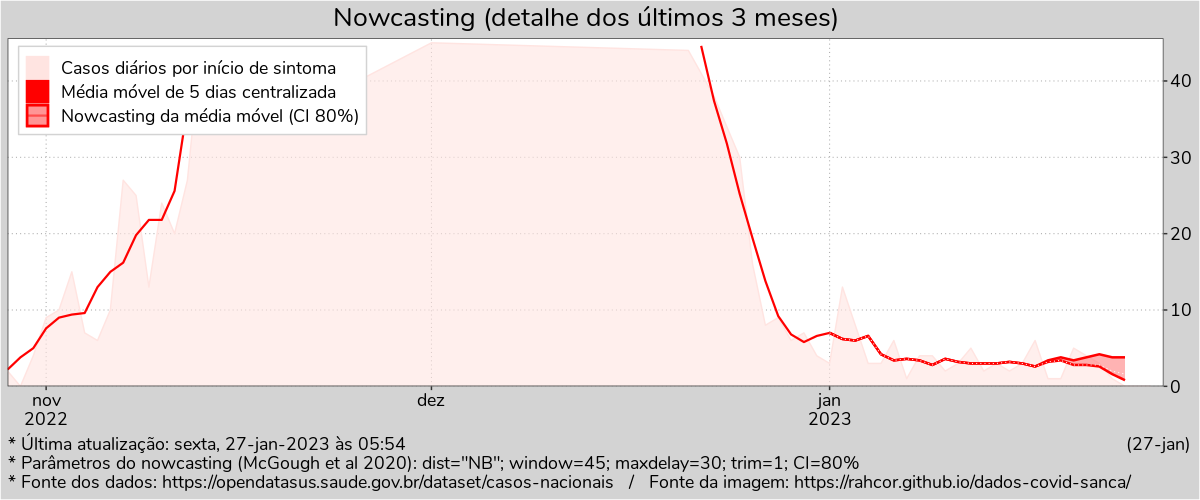 Nowcasting (detalhe dos últimos 3 meses)
Casos diários por início de sintoma
Média móvel de 5 dias centralizada
Nowcasting da média móvel (CI 80%)
40
30
20
10
0
nov
2022
dez
jan
2023
* Última atualização: sexta, 27-jan-2023 às 05:54
(27-jan)
* Parâmetros do nowcasting (McGough et al 2020): dist="NB"; window=45; maxdelay=30; trim=1; CI=80%
* Fonte dos dados: https://opendatasus.saude.gov.br/dataset/casos-nacionais / Fonte da imagem: https://rahcor.github.io/dados-covid-sanca/